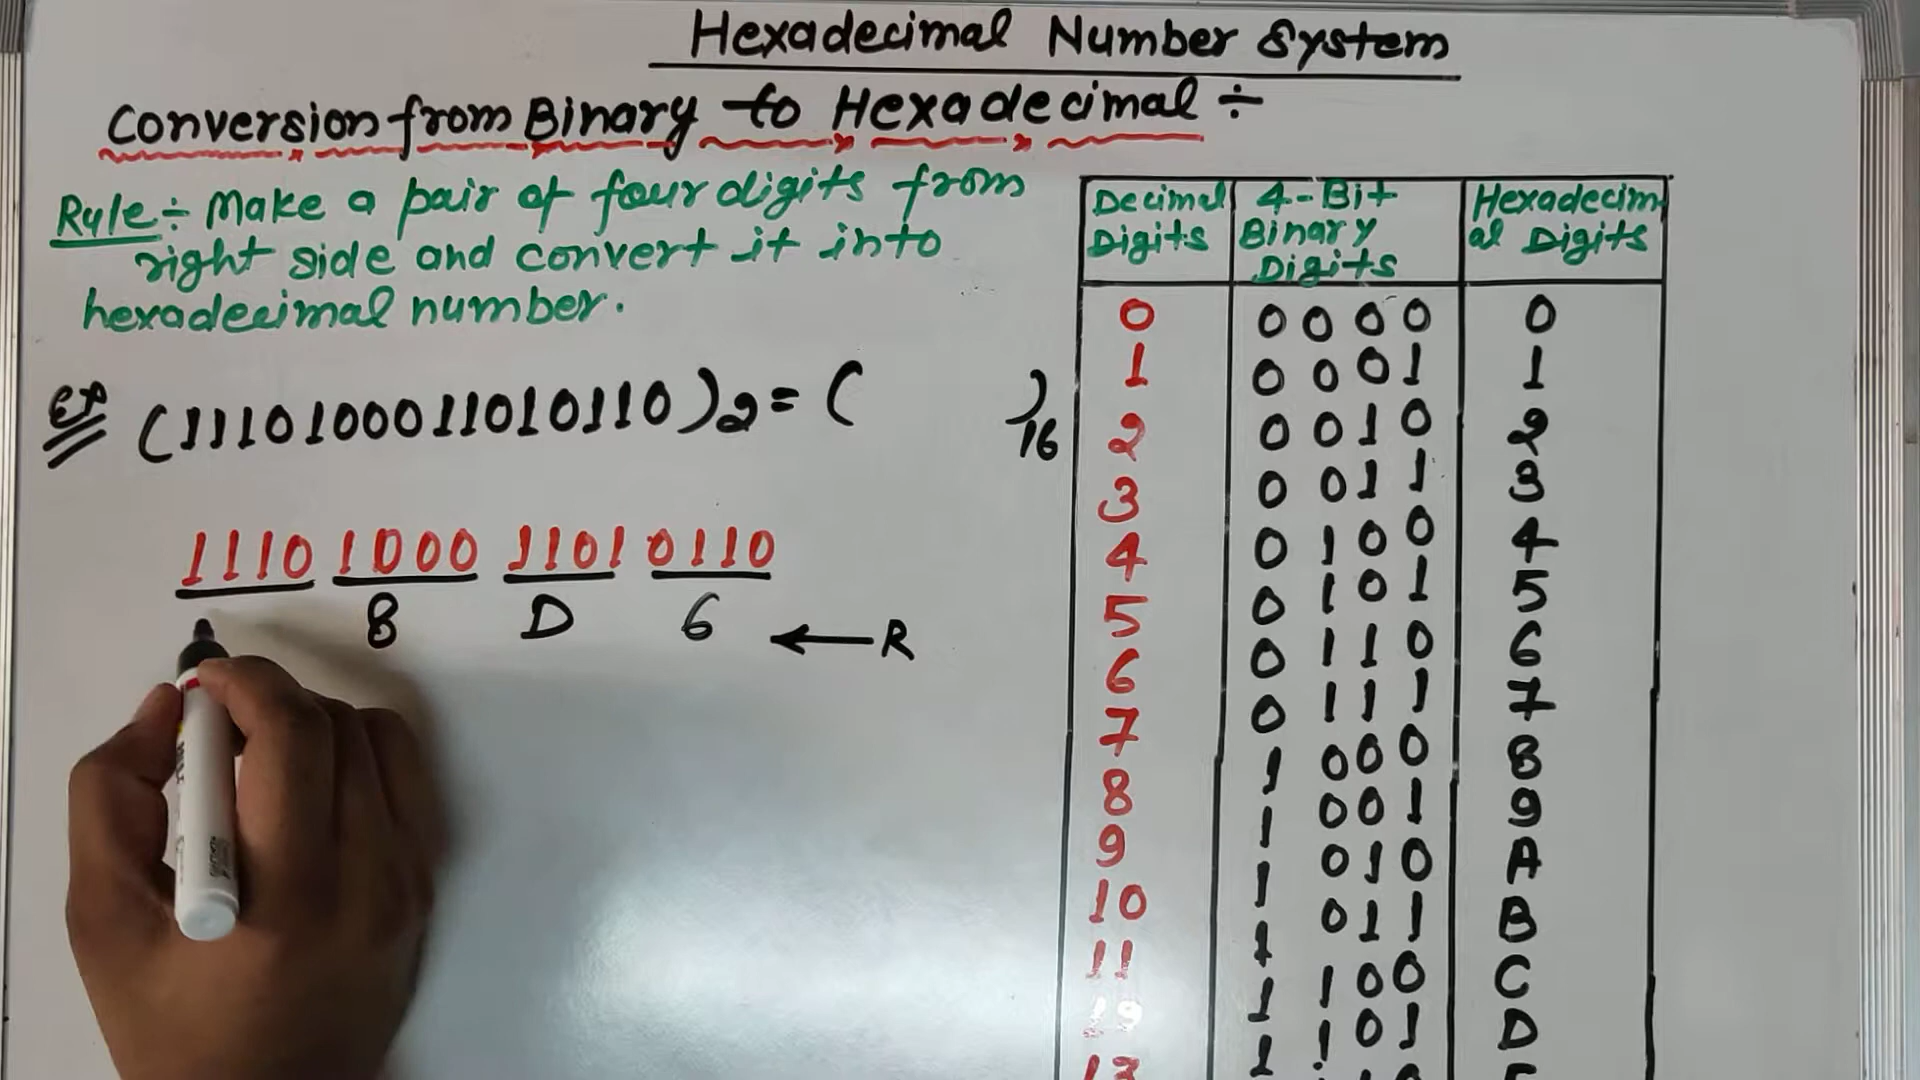 Hexadecimal Number System
Conversion from Binary to Hexadecimal ÷
Rule ÷ Make a pair of four digits from
right side and convert it into
hexadecimal number.
Ex (1110100011010110)2 = ( )16
1110 1000 1101 0110
8 D 6 ← R
Decimal Digits 4-Bit Binary Digits Hexadecimal Digits
0 0000 0
1 0001 1
2 0010 2
3 0011 3
4 0100 4
5 0101 5
6 0110 6
7 0111 7
8 1000 8
9 1001 9
10 1010 A
11 1011 B
1100 C
13 1101 D